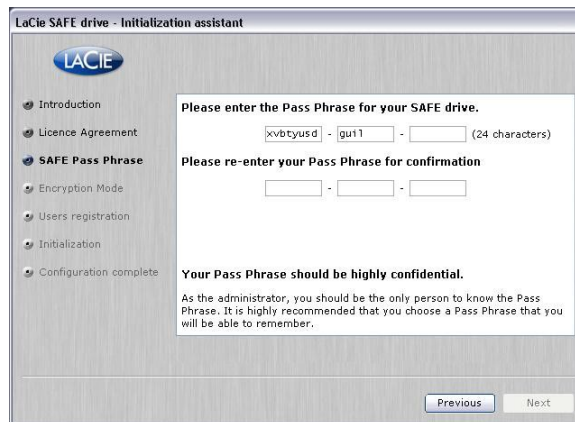 LaCie SAFE drive - Initialization assistant
LACIE
Introduction
Licence Agreement
SAFE Pass Phrase
Encryption Mode
Users registration
Initialization
Configuration complete
Please enter the Pass Phrase for your SAFE drive.
xvbtyusd - guil - (24 characters)
Please re-enter your Pass Phrase for confirmation
- -
Your Pass Phrase should be highly confidential.
As the administrator, you should be the only person to know the Pass
Phrase. It is highly recommended that you choose a Pass Phrase that you
will be able to remember.
Previous Next